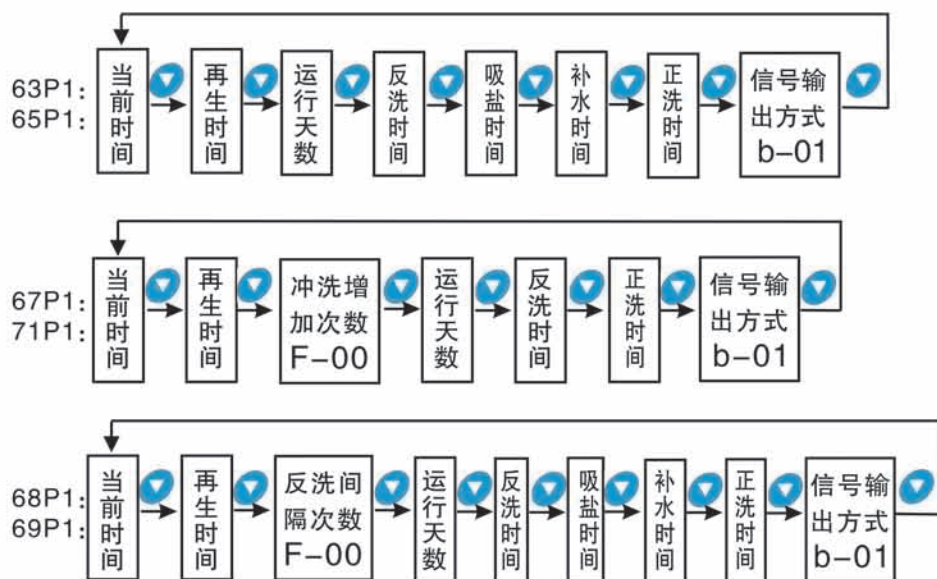 63P1:
65P1:
当前时间
再生时间
运行天数
反洗时间
吸盐时间
补水时间
正洗时间
信号输
出方式
b-01
67P1:
71P1:
当前时间
再生时间
冲洗增
加次数
F-00
运行天数
反洗时间
正洗时间
信号输
出方式
b-01
68P1:
69P1:
当前时间
再生时间
反洗间
隔次数
F-00
运行天数
反洗时间
吸盐时间
补水时间
正洗时间
信号输
出方式
b-01